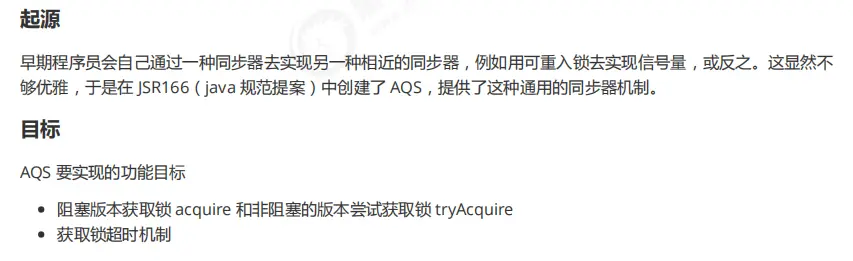 起源
早期程序员会自己通过一种同步器去实现另一种相近的同步器，例如用可重入锁去实现信号量，或反之。这显然不
够优雅，于是在 JSR166（java 规范提案）中创建了 AQS，提供了这种通用的同步器机制。
目标
AQS 要实现的功能目标
• 阻塞版本获取锁 acquire 和非阻塞的版本尝试获取锁 tryAcquire
• 获取锁超时机制